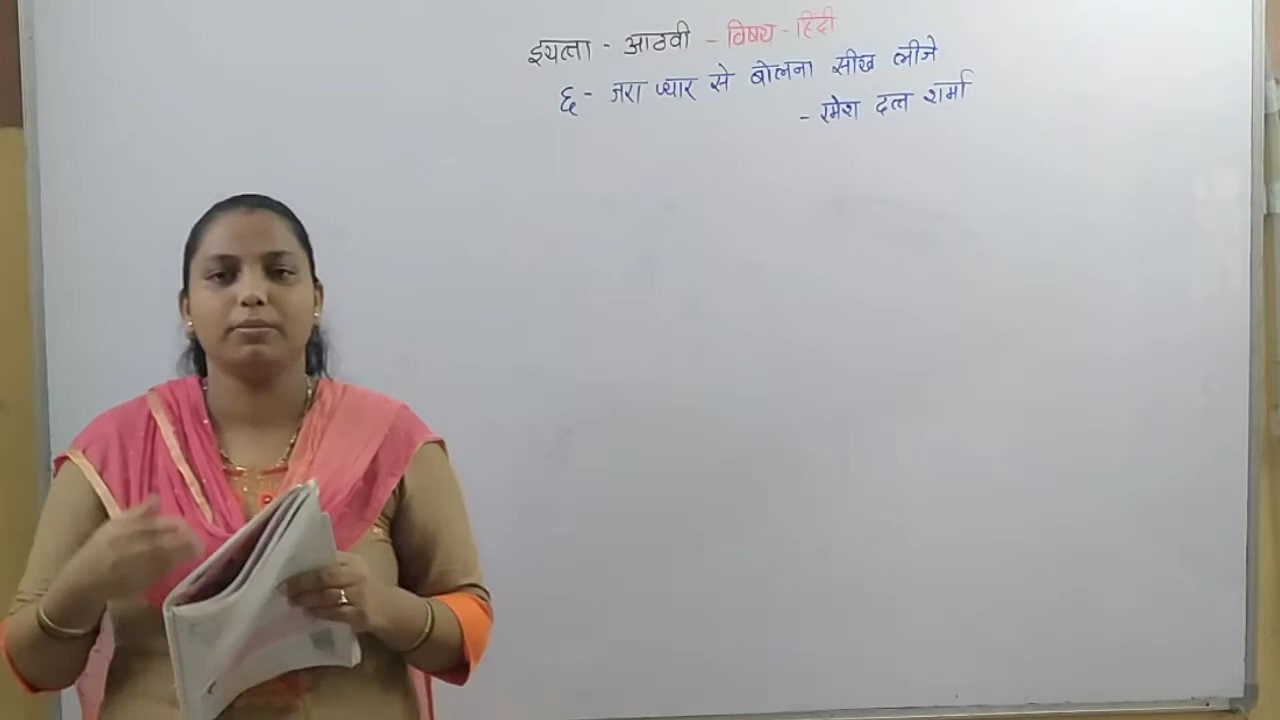 इयत्ता - आठवी - विषय - हिंदी
६ - जरा प्यार से बोलना सीख लीजे
- रमेश दत्त शर्मा